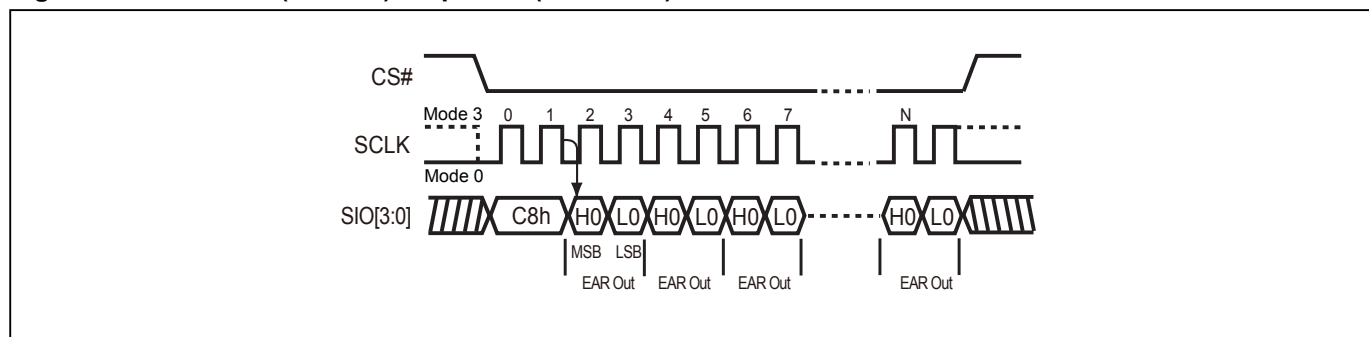 CS#
Mode 3 0 1 2 3 4 5 6 7 N
SCLK
Mode 0
SIO[3:0] C8h H0 L0 H0 L0 H0 L0 H0 L0
MSB LSB
EAR Out EAR Out EAR Out EAR Out